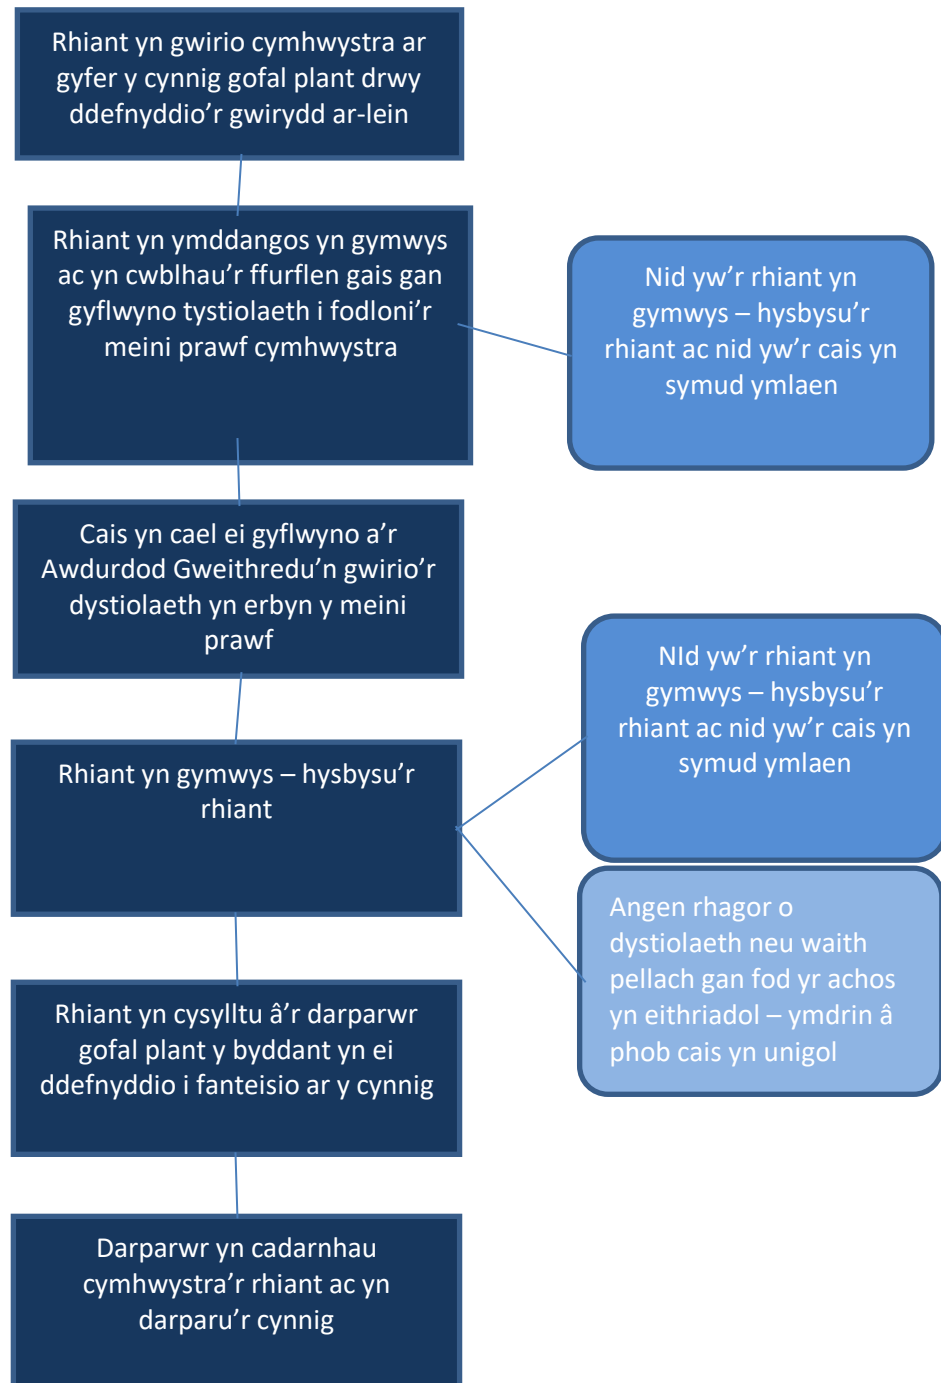 Rhiant yn gwirio cymhwystra ar
gyfer y cynnig gofal plant drwy
ddefnyddio’r gwirydd ar-lein
Rhiant yn ymddangos yn gymwys
ac yn cwblhau’r ffurflen gais gan
gyflwyno tystiolaeth i fodloni’r
meini prawf cymhwystra
Nid yw’r rhiant yn
gymwys – hysbysu’r
rhiant ac nid yw’r cais yn
symud ymlaen
Cais yn cael ei gyflwyno a’r
Awdurdod Gweithredu’n gwirio’r
dystiolaeth yn erbyn y meini
prawf
NId yw’r rhiant yn
gymwys – hysbysu’r
rhiant ac nid yw’r cais yn
symud ymlaen
Rhiant yn gymwys – hysbysu’r
rhiant
Angen rhagor o
dystiolaeth neu waith
pellach gan fod yr achos
yn eithriadol – ymdrin â
phob cais yn unigol
Rhiant yn cysylltu â’r darparwr
gofal plant y byddant yn ei
ddefnyddio i fanteisio ar y cynnig
Darparwr yn cadarnhau
cymhwystra’r rhiant ac yn
darparu’r cynnig